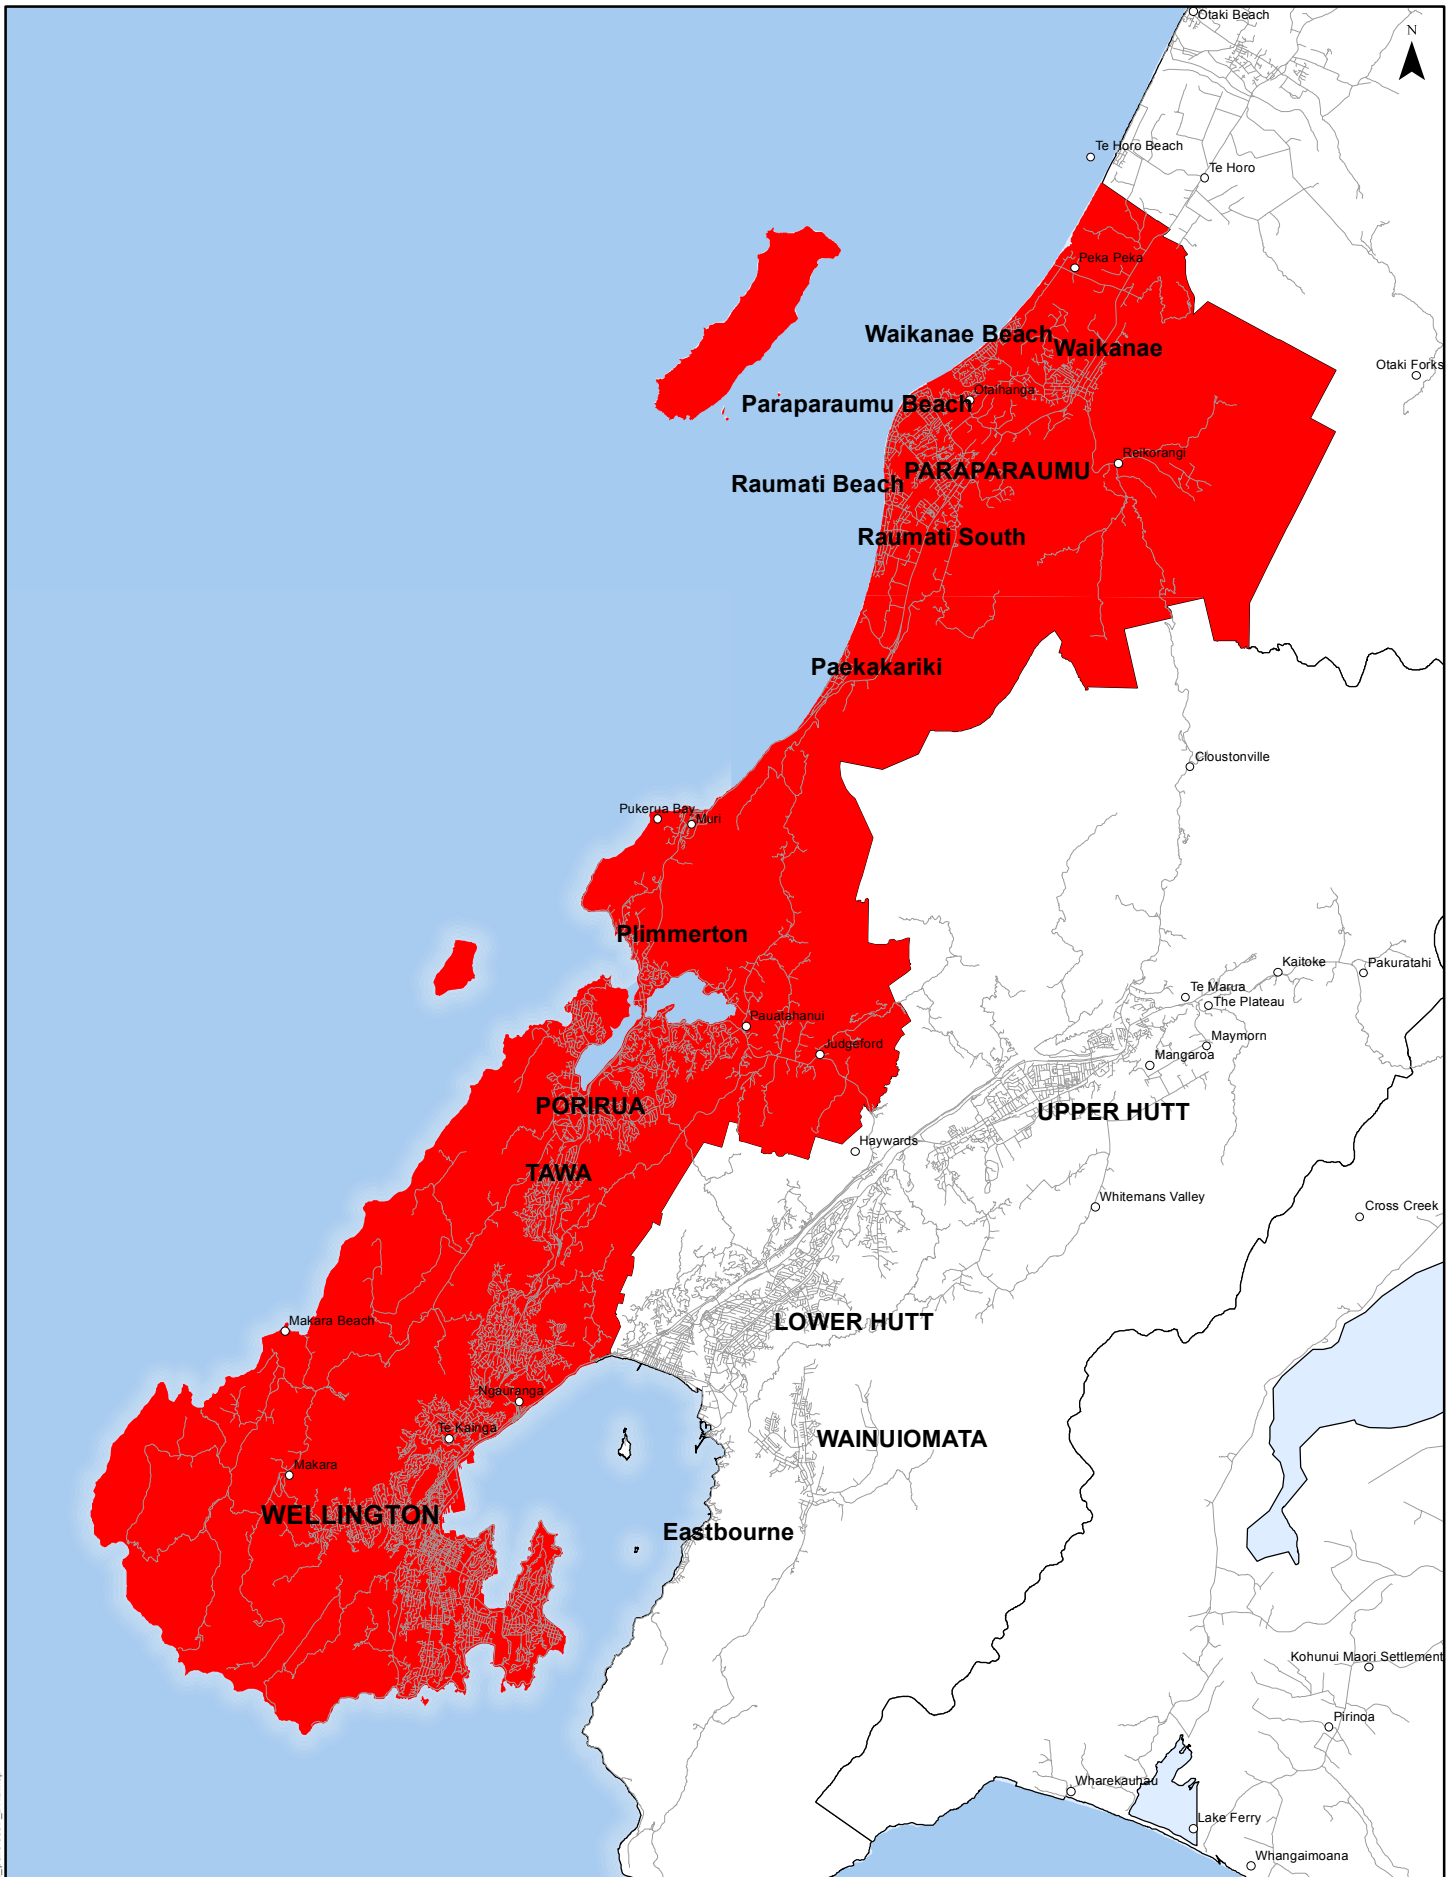 Otaki Beach
N
Te Horo Beach
Te Horo
Peka Peka
Waikanae Beach
Waikanae
Otaki Forks
Otaihanga
Paraparaumu Beach
Reikorangi
PARAPARAUMU
Raumati Beach
Raumati South
Paekakariki
Cloustonville
Pukerua Bay
Muri
Plimmerton
Kaitoke
Pakuratahi
Te Marua
The Plateau
Pauatahanui
Maymorn
Judgeford
Mangaroa
PORIRUA
UPPER HUTT
Haywards
TAWA
Whitemans Valley
Cross Creek
Makara Beach
LOWER HUTT
Ngauranga
Te Kainga
WAINUIOMATA
Makara
WELLINGTON
Eastbourne
Kohunui Maori Settlement
Pirinoa
Wharekauhau
Lake Ferry
Whangaimoana